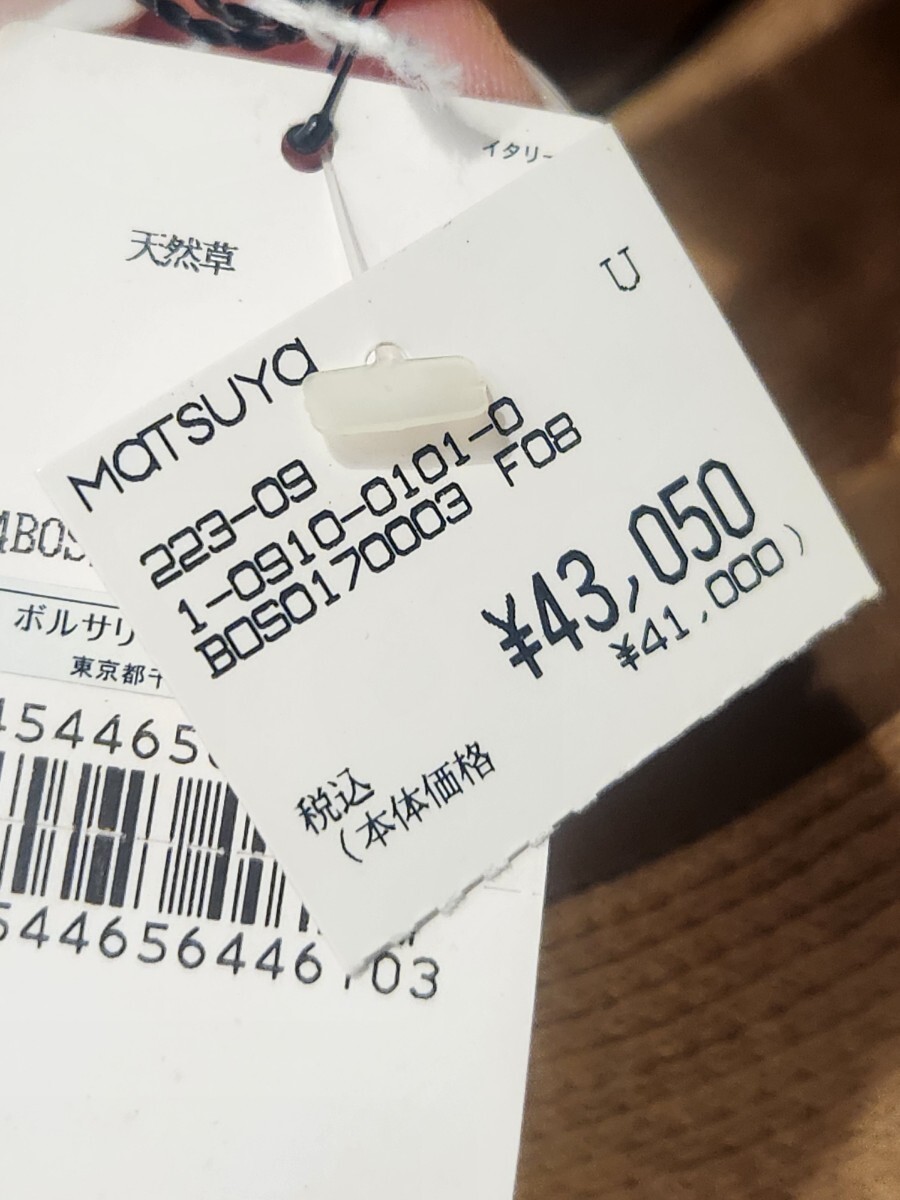 イタリー
天然草
U
MATSUYA
223-09
1-0910-0101-0
BOS0170003 F08
¥43,050
¥41,000)
税込
(本体価格
4BOS
ボルサリ
東京都千
454465
544656446103